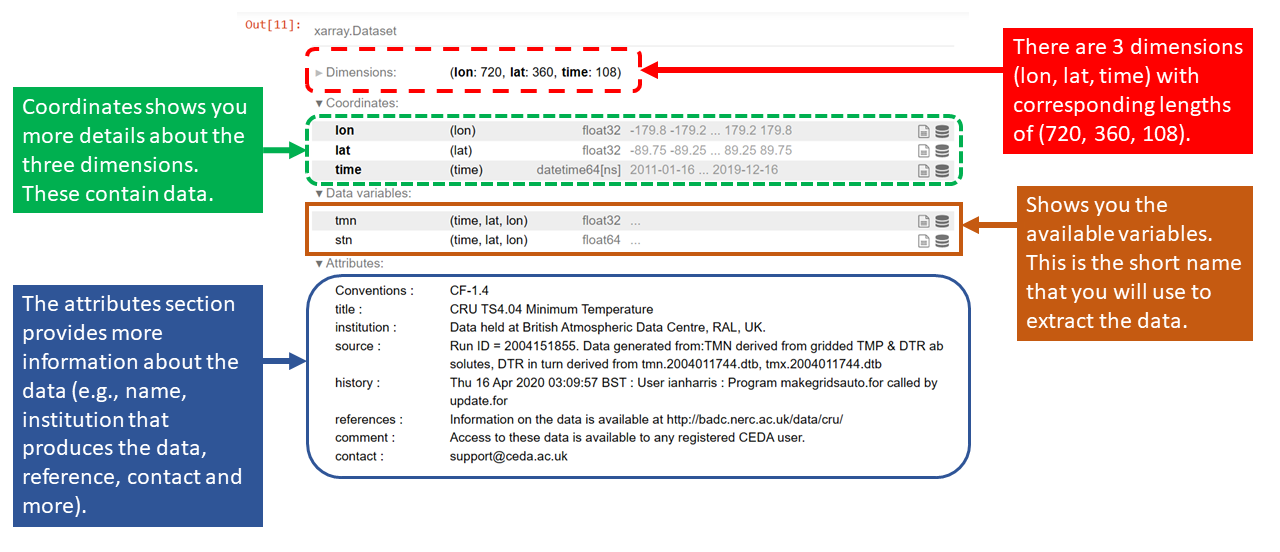 Out[11]:
xarray.Dataset
► Dimensions: (lon: 720, lat: 360, time: 108)
▼ Coordinates:
lon (lon) float32 -179.8 -179.2 ... 179.2 179.8
lat (lat) float32 -89.75 -89.25 ... 89.25 89.75
time (time) datetime64[ns] 2011-01-16 ... 2019-12-16
▼ Data variables:
tmn (time, lat, lon) float32 ...
stn (time, lat, lon) float64 ...
▼ Attributes:
Conventions : CF-1.4
title : CRU TS4.04 Minimum Temperature
institution : Data held at British Atmospheric Data Centre, RAL, UK.
source : Run ID = 2004151855. Data generated from:TMN derived from gridded TMP & DTR ab
solutes, DTR in turn derived from tmn.2004011744.dtb, tmx.2004011744.dtb
history : Thu 16 Apr 2020 03:09:57 BST : User ianharris : Program makegridsauto.for called by
update.for
references : Information on the data is available at http://badc.nerc.ac.uk/data/cru/
comment : Access to these data is available to any registered CEDA user.
contact : support@ceda.ac.uk
Coordinates shows you
more details about the
three dimensions.
These contain data.
The attributes section
provides more
information about the
data (e.g., name,
institution that
produces the data,
reference, contact and
more).
There are 3 dimensions
(lon, lat, time) with
corresponding lengths
of (720, 360, 108).
Shows you the
available variables.
This is the short name
that you will use to
extract the data.